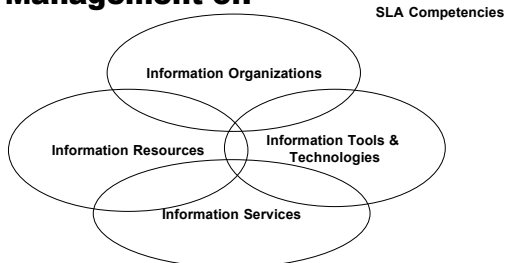 Management of:
SLA Competencies
Information Organizations
Information Resources
Information Tools &
Technologies
Information Services